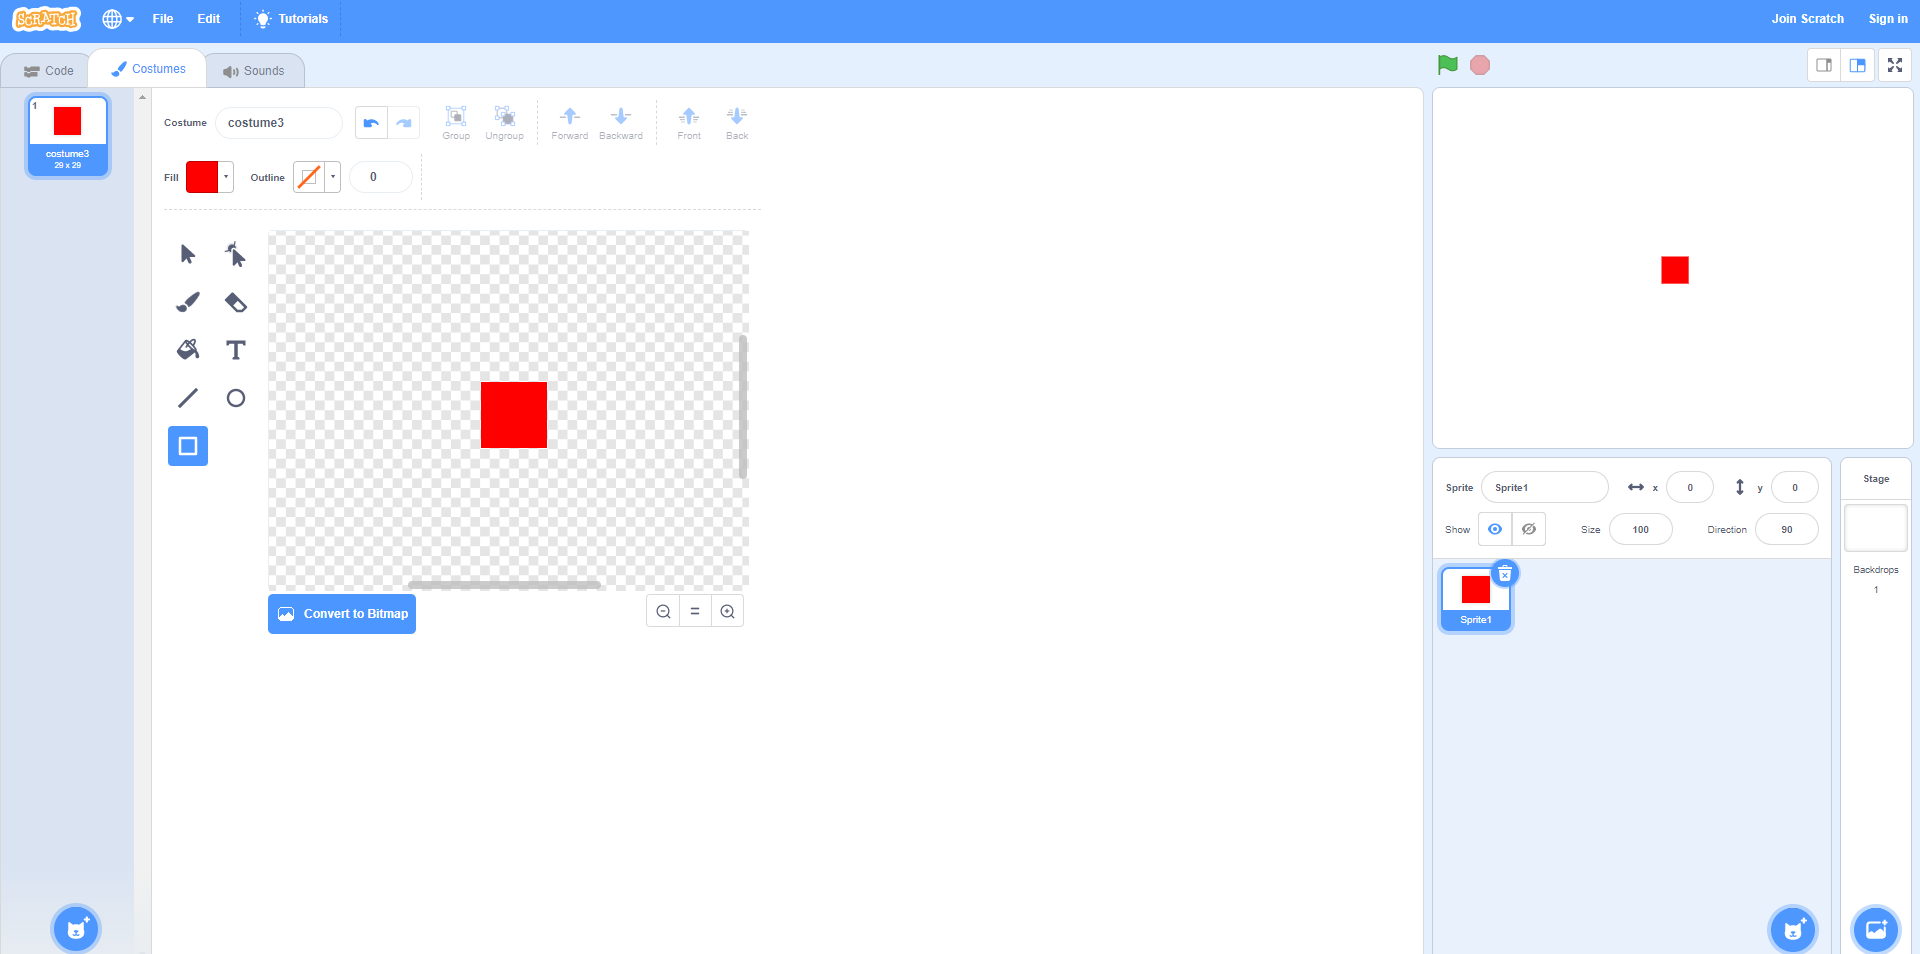 SCRATCH File Edit Tutorials Join Scratch Sign in
Code Costumes Sounds
1
costume3
29 x 29
Costume costume3 Group Ungroup Forward Backward Front Back
Fill Outline 0
Convert to Bitmap
Sprite Sprite1 x 0 y 0
Show Size 100 Direction 90
Sprite1
Stage
Backdrops
1